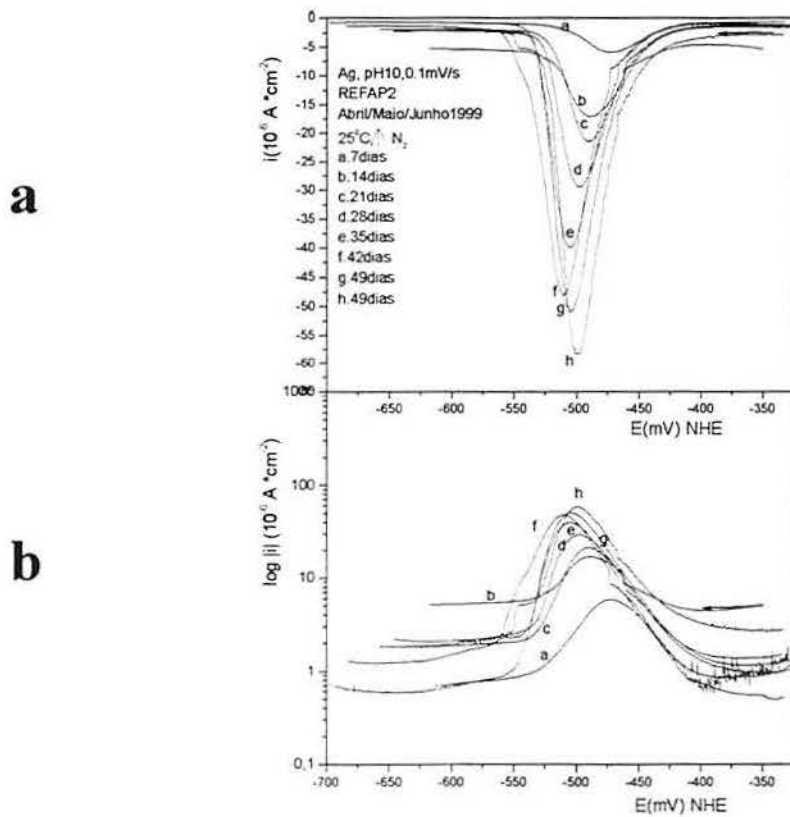 a
0
-5
-10
-15
-20
-25
-30
-35
-40
-45
-50
-55
-60
i(10⁻⁶ A *cm⁻²)
Ag, pH10,0.1mV/s
REFAP2
Abril/Maio/Junho1999
25°C, N₂
a.7dias
b.14dias
c.21dias
d.28dias
e.35dias
f.42dias
g.49dias
h.49dias
a
b
c
d
e
f
g
h
-650 -600 -550 -500 -450 -400 -350
E(mV) NHE
b
1000
100
10
1
0,1
log |i| (10⁻⁶ A *cm⁻²)
h
f
e
g
d
b
c
a
-700 -650 -600 -550 -500 -450 -400 -350
E(mV) NHE